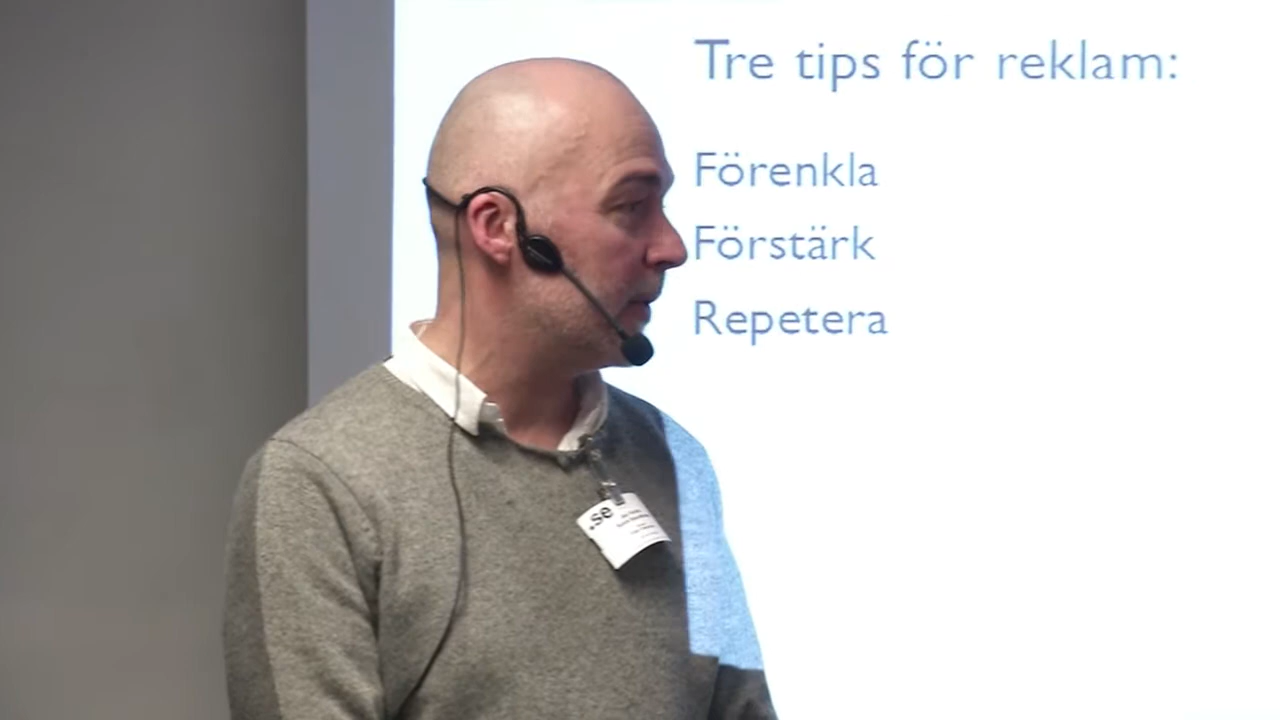 Tre tips för reklam:
Förenkla
Förstärk
Repetera
.se